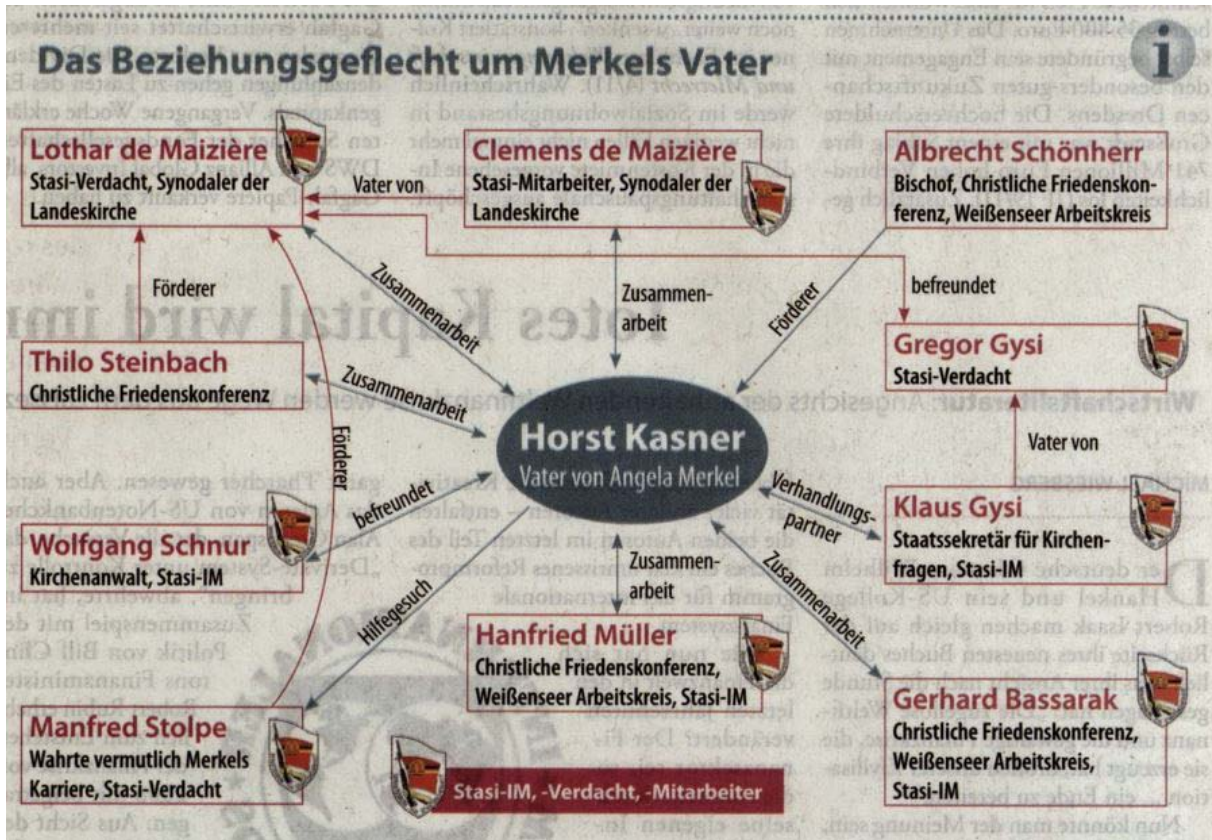 Das Beziehungsgeflecht um Merkels Vater
i
Lothar de Maizière
Stasi-Verdacht, Synodaler der
Landeskirche
Vater von
Clemens de Maizière
Stasi-Mitarbeiter, Synodaler der
Landeskirche
Albrecht Schönherr
Bischof, Christliche Friedenskon-
ferenz, Weißenseer Arbeitskreis
Förderer
Zusammenarbeit
Zusammen-
arbeit
Förderer
befreundet
Thilo Steinbach
Christliche Friedenskonferenz
Zusammenarbeit
Gregor Gysi
Stasi-Verdacht
Horst Kasner
Vater von Angela Merkel
Förderer
Vater von
Wolfgang Schnur
Kirchenanwalt, Stasi-IM
befreundet
Verhandlungs-
partner
Klaus Gysi
Staatssekretär für Kirchen-
fragen, Stasi-IM
Hilfegesuch
Zusammen-
arbeit
Zusammenarbeit
Hanfried Müller
Christliche Friedenskonferenz,
Weißenseer Arbeitskreis, Stasi-IM
Manfred Stolpe
Wahrte vermutlich Merkels
Karriere, Stasi-Verdacht
Gerhard Bassarak
Christliche Friedenskonferenz,
Weißenseer Arbeitskreis,
Stasi-IM
Stasi-IM, -Verdacht, -Mitarbeiter